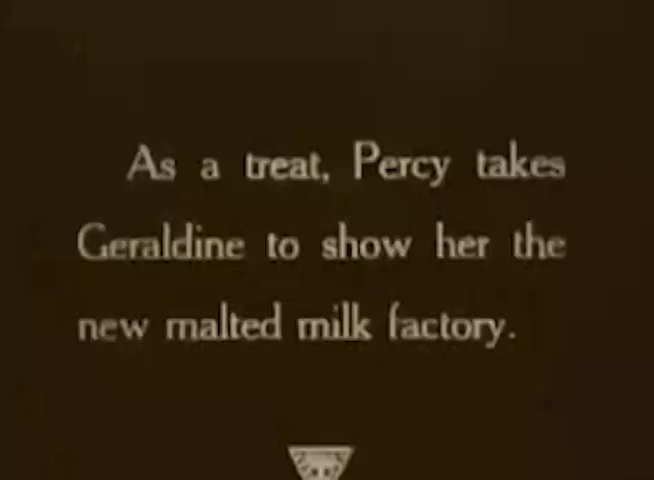 As a treat, Percy takes
Geraldine to show her the
new malted milk factory.